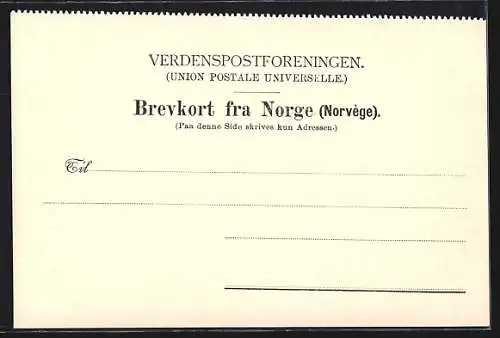 VERDENSPOSTFORENINGEN.
(UNION POSTALE UNIVERSELLE.)
Brevkort fra Norge (Norvège).
(Paa denne Side skrives kun Adressen.)
Til